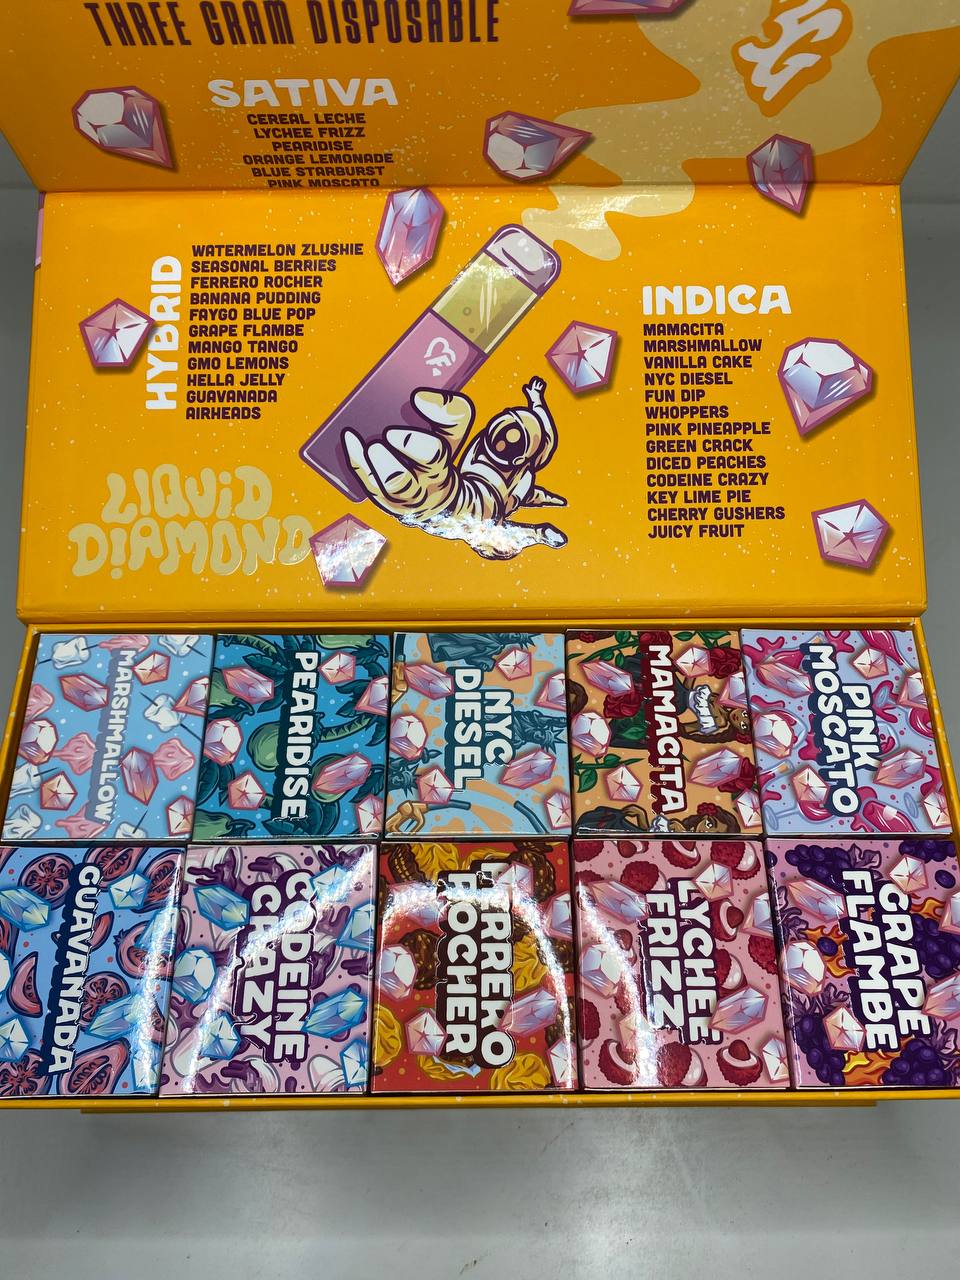 THREE GRAM DISPOSABLE
SATIVA
CEREAL LECHE
LYCHEE FRIZZ
PEARIDISE
ORANGE LEMONADE
BLUE STARBURST
PINK MOSCATO
HYBRID
WATERMELON ZLUSHIE
SEASONAL BERRIES
FERRERO ROCHER
BANANA PUDDING
FAYGO BLUE POP
GRAPE FLAMBE
MANGO TANGO
GMO LEMONS
HELLA JELLY
GUAVANADA
AIRHEADS
INDICA
MAMACITA
MARSHMALLOW
VANILLA CAKE
NYC DIESEL
FUN DIP
WHOPPERS
PINK PINEAPPLE
GREEN CRACK
DICED PEACHES
CODEINE CRAZY
KEY LIME PIE
CHERRY GUSHERS
JUICY FRUIT
LIQUID
DIAMOND
MARSHMALLOW
PEARIDISE
NYC
DIESEL
MAMACITA
PINK
MOSCATO
GUAVANADA
CODEINE
CRAZY
FERRERO
ROCHER
LYCHEE
FRIZZ
GRAPE
FLAMBE